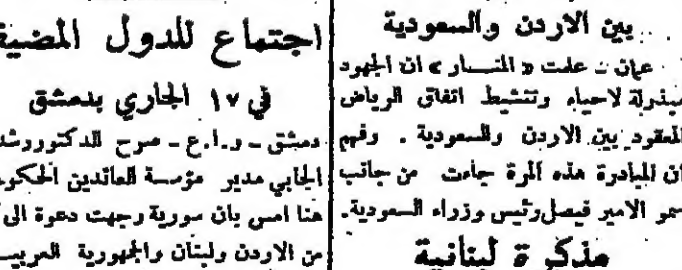 بين الاردن والسعودية
عمان - علمت « المنار » ان الجهود
مبذولة لاحياء وتنشيط اتفاق الرياض
المعقود بين الاردن والسعودية . وفهم
ان المبادرة هذه المرة جاءت من جانب
سمو الامير فيصل رئيس وزراء السعودية.
مذكرة لبنانية
اجتماع للدول المضيفة
في ١٧ الجاري بدمشق
دمشق - و.ا.ع - صرح الدكتور رشد
الجابي مدير مؤسسة العائدين الحكو
هنا امس بان سورية وجهت دعوة الى
من الاردن ولبنان والجمهورية العربيـ